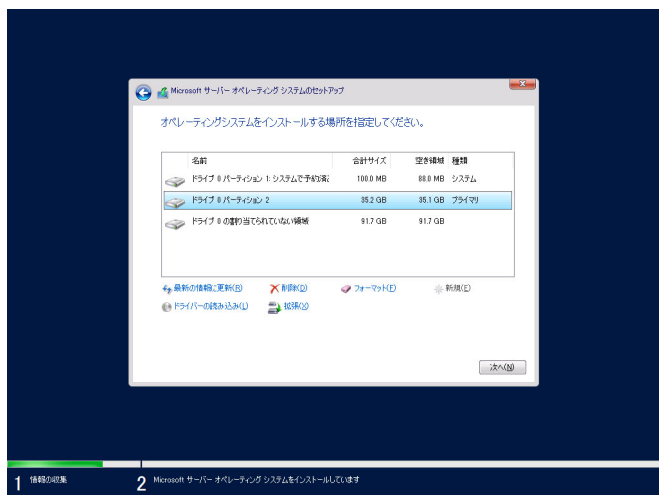 Microsoft サーバー オペレーティング システムのセットアップ
オペレーティングシステムをインストールする場所を指定してください。
名前 合計サイズ 空き領域 種類
ドライブ 0 パーティション 1: システムで予約済 100.0 MB 88.0 MB システム
ドライブ 0 パーティション 2 35.2 GB 35.1 GB プライマリ
ドライブ 0 の割り当てられていない領域 91.7 GB 91.7 GB
最新の情報に更新(R) 削除(D) フォーマット(F) 新規(E)
ドライバーの読み込み(L) 拡張(X)
次へ(N)
1 情報の収集 2 Microsoft サーバー オペレーティング システムをインストールしています